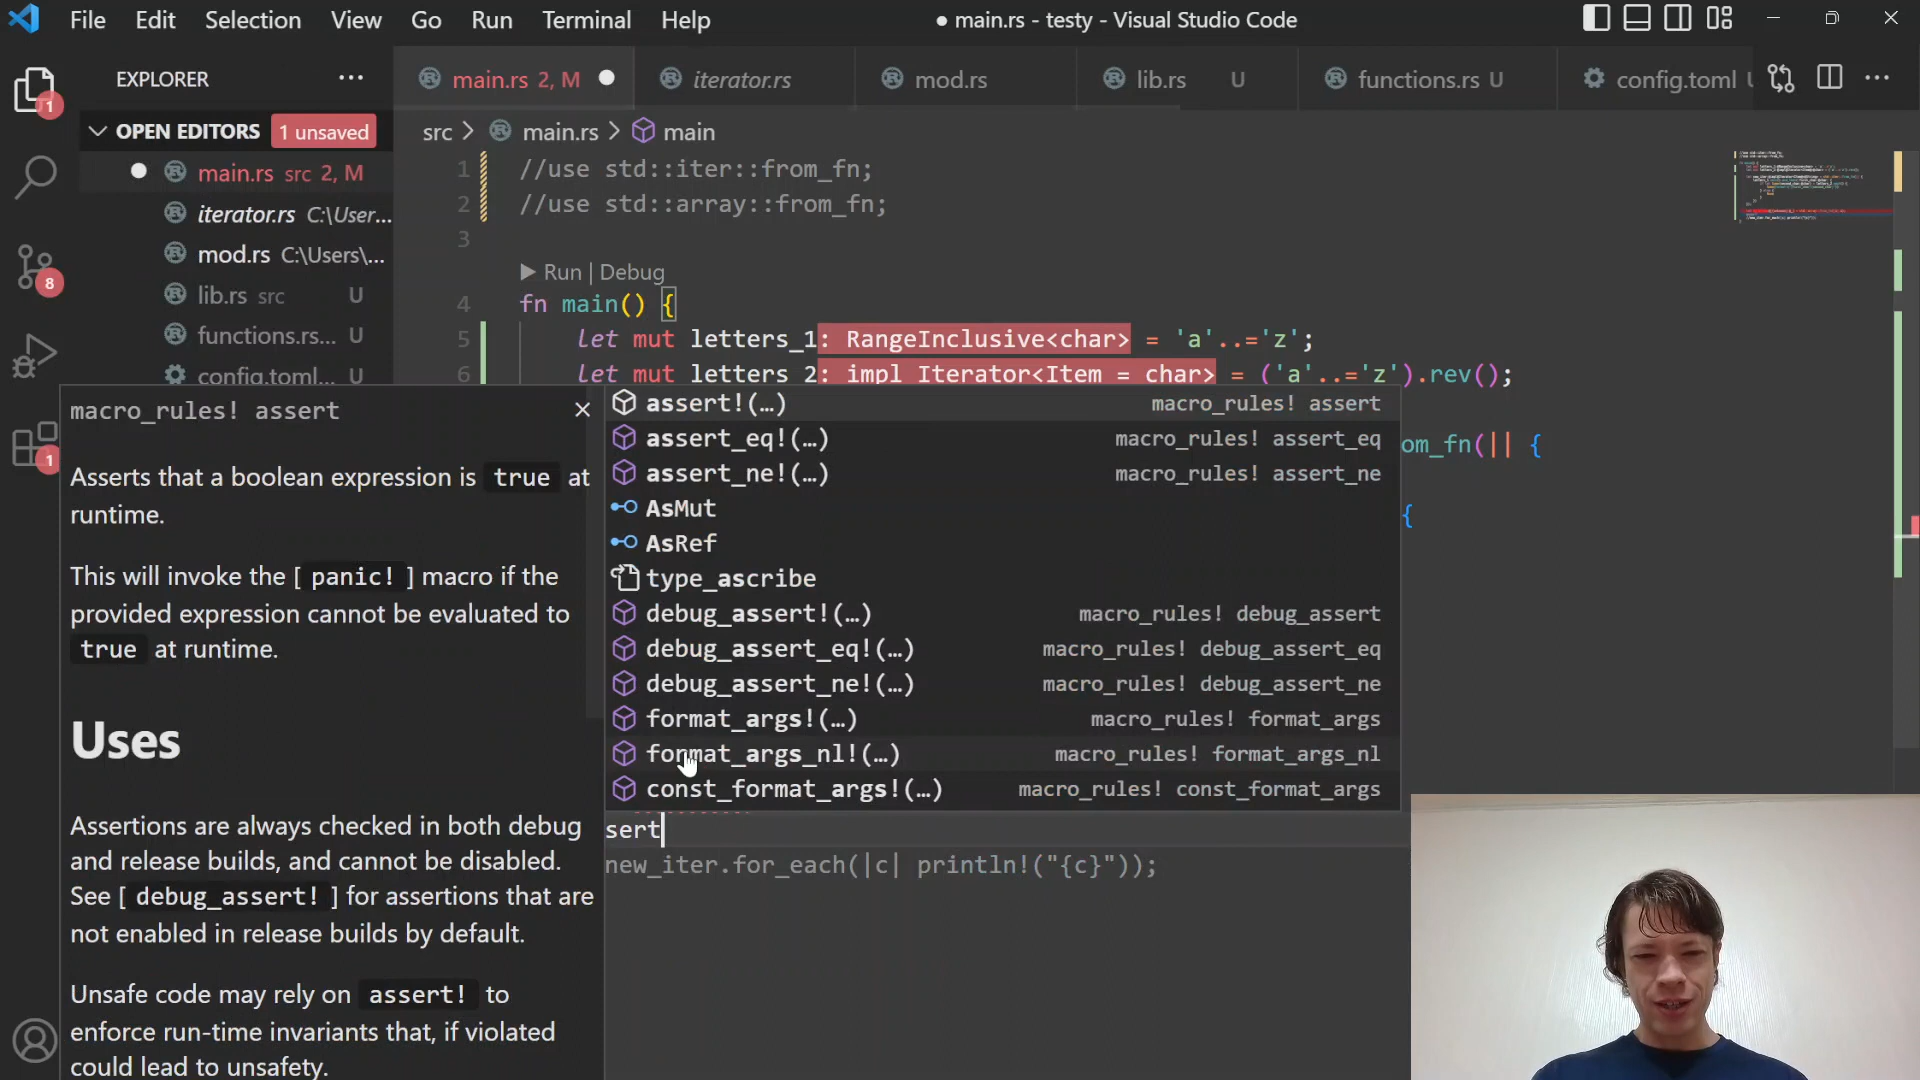 File Edit Selection View Go Run Terminal Help
● main.rs - testy - Visual Studio Code
EXPLORER
main.rs 2, M
iterator.rs
mod.rs
lib.rs U
functions.rs U
config.toml
OPEN EDITORS 1 unsaved
main.rs src 2, M
iterator.rs C:\User...
mod.rs C:\Users\...
lib.rs src U
functions.rs... U
config.toml... U
1
8
1
src > main.rs > main
1 //use std::iter::from_fn;
2 //use std::array::from_fn;
3
Run | Debug
4 fn main() {
5 let mut letters_1: RangeInclusive<char> = 'a'..='z';
6 let mut letters_2: impl Iterator<Item = char> = ('a'..='z').rev();
om_fn(|| {
{
macro_rules! assert
Asserts that a boolean expression is true at
runtime.
This will invoke the [ panic! ] macro if the
provided expression cannot be evaluated to
true at runtime.
Uses
Assertions are always checked in both debug
and release builds, and cannot be disabled.
See [ debug_assert! ] for assertions that are
not enabled in release builds by default.
Unsafe code may rely on assert! to
enforce run-time invariants that, if violated
could lead to unsafety.
assert!(…) macro_rules! assert
assert_eq!(…) macro_rules! assert_eq
assert_ne!(…) macro_rules! assert_ne
AsMut
AsRef
type_ascribe
debug_assert!(…) macro_rules! debug_assert
debug_assert_eq!(…) macro_rules! debug_assert_eq
debug_assert_ne!(…) macro_rules! debug_assert_ne
format_args!(…) macro_rules! format_args
format_args_nl!(…) macro_rules! format_args_nl
const_format_args!(…) macro_rules! const_format_args
sert
new_iter.for_each(|c| println!("{c}"));